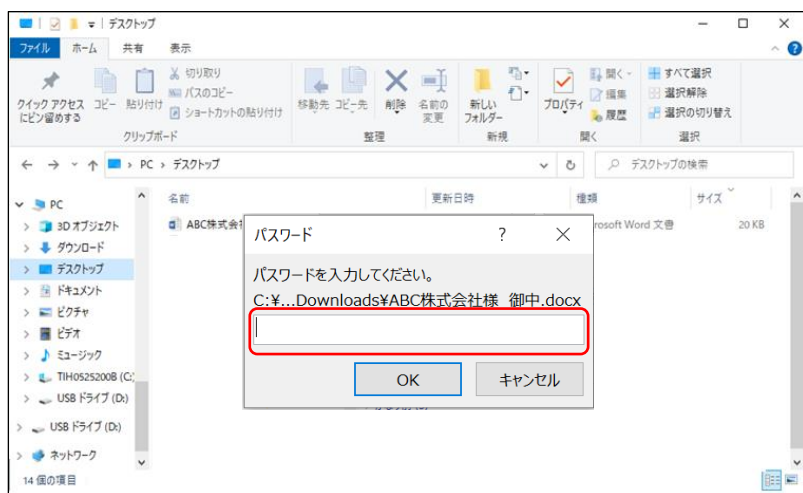 デスクトップ
ファイル ホーム 共有 表示
クイック アクセス
にピン留めする
コピー 貼り付け
切り取り
パスのコピー
ショートカットの貼り付け
移動先 コピー先 削除 名前の
変更
新しい
フォルダー
プロパティ
開く
編集
履歴
すべて選択
選択解除
選択の切り替え
クリップボード 整理 新規 開く 選択
PC › デスクトップ
デスクトップの検索
名前 更新日時 種類 サイズ
PC
3D オブジェクト
ダウンロード
デスクトップ
ドキュメント
ピクチャ
ビデオ
ミュージック
TIH0525200B (C:)
USB ドライブ (D:)
USB ドライブ (D:)
ネットワーク
14 個の項目
ABC株式会
rosoft Word 文書 20 KB
パスワード ?
パスワードを入力してください。
C:¥...Downloads¥ABC株式会社様 御中.docx
OK キャンセル